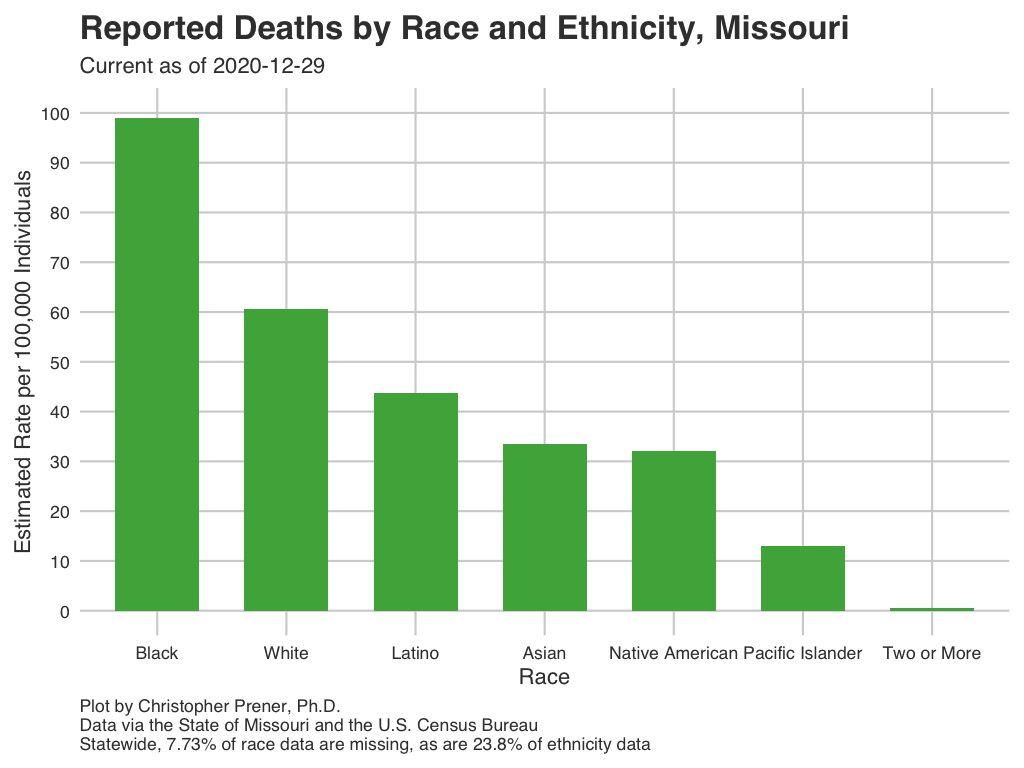 Reported Deaths by Race and Ethnicity, Missouri
Current as of 2020-12-29
Estimated Rate per 100,000 Individuals
100
90
80
70
60
50
40
30
20
10
0
Black White Latino Asian Native American Pacific Islander Two or More
Race
Plot by Christopher Prener, Ph.D.
Data via the State of Missouri and the U.S. Census Bureau
Statewide, 7.73% of race data are missing, as are 23.8% of ethnicity data